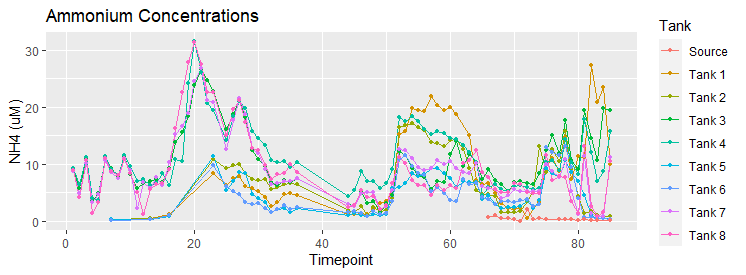 Ammonium Concentrations
NH4 (uM)
30
20
10
0
0
20
40
60
80
Timepoint
Tank
Source
Tank 1
Tank 2
Tank 3
Tank 4
Tank 5
Tank 6
Tank 7
Tank 8